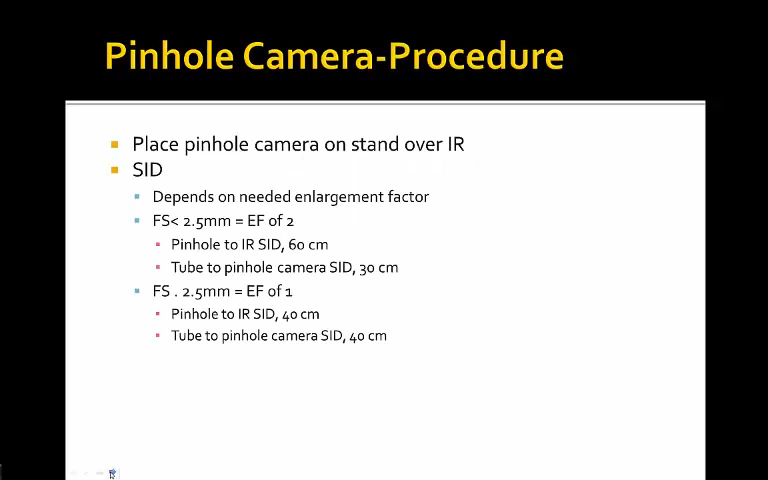 Pinhole Camera-Procedure
Place pinhole camera on stand over IR
SID
Depends on needed enlargement factor
FS< 2.5mm = EF of 2
Pinhole to IR SID, 60 cm
Tube to pinhole camera SID, 30 cm
FS . 2.5mm = EF of 1
Pinhole to IR SID, 40 cm
Tube to pinhole camera SID, 40 cm